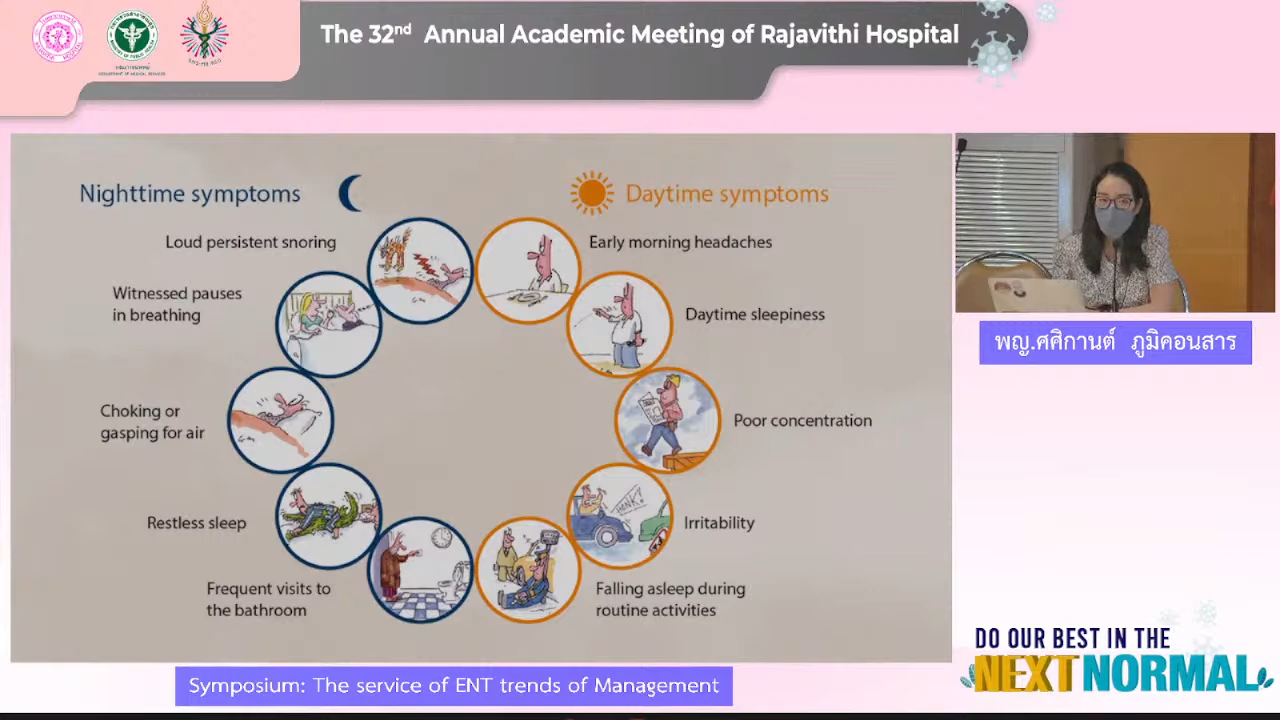 The 32nd Annual Academic Meeting of Rajavithi Hospital
Nighttime symptoms
Daytime symptoms
Loud persistent snoring
Early morning headaches
Witnessed pauses
in breathing
Daytime sleepiness
Choking or
gasping for air
Poor concentration
Restless sleep
HONK!
Irritability
Frequent visits to
the bathroom
Falling asleep during
routine activities
พญ.ศศิกานต์ ภูมิคอนสาร
DO OUR BEST IN THE
NEXT NORMAL
Symposium: The service of ENT trends of Management